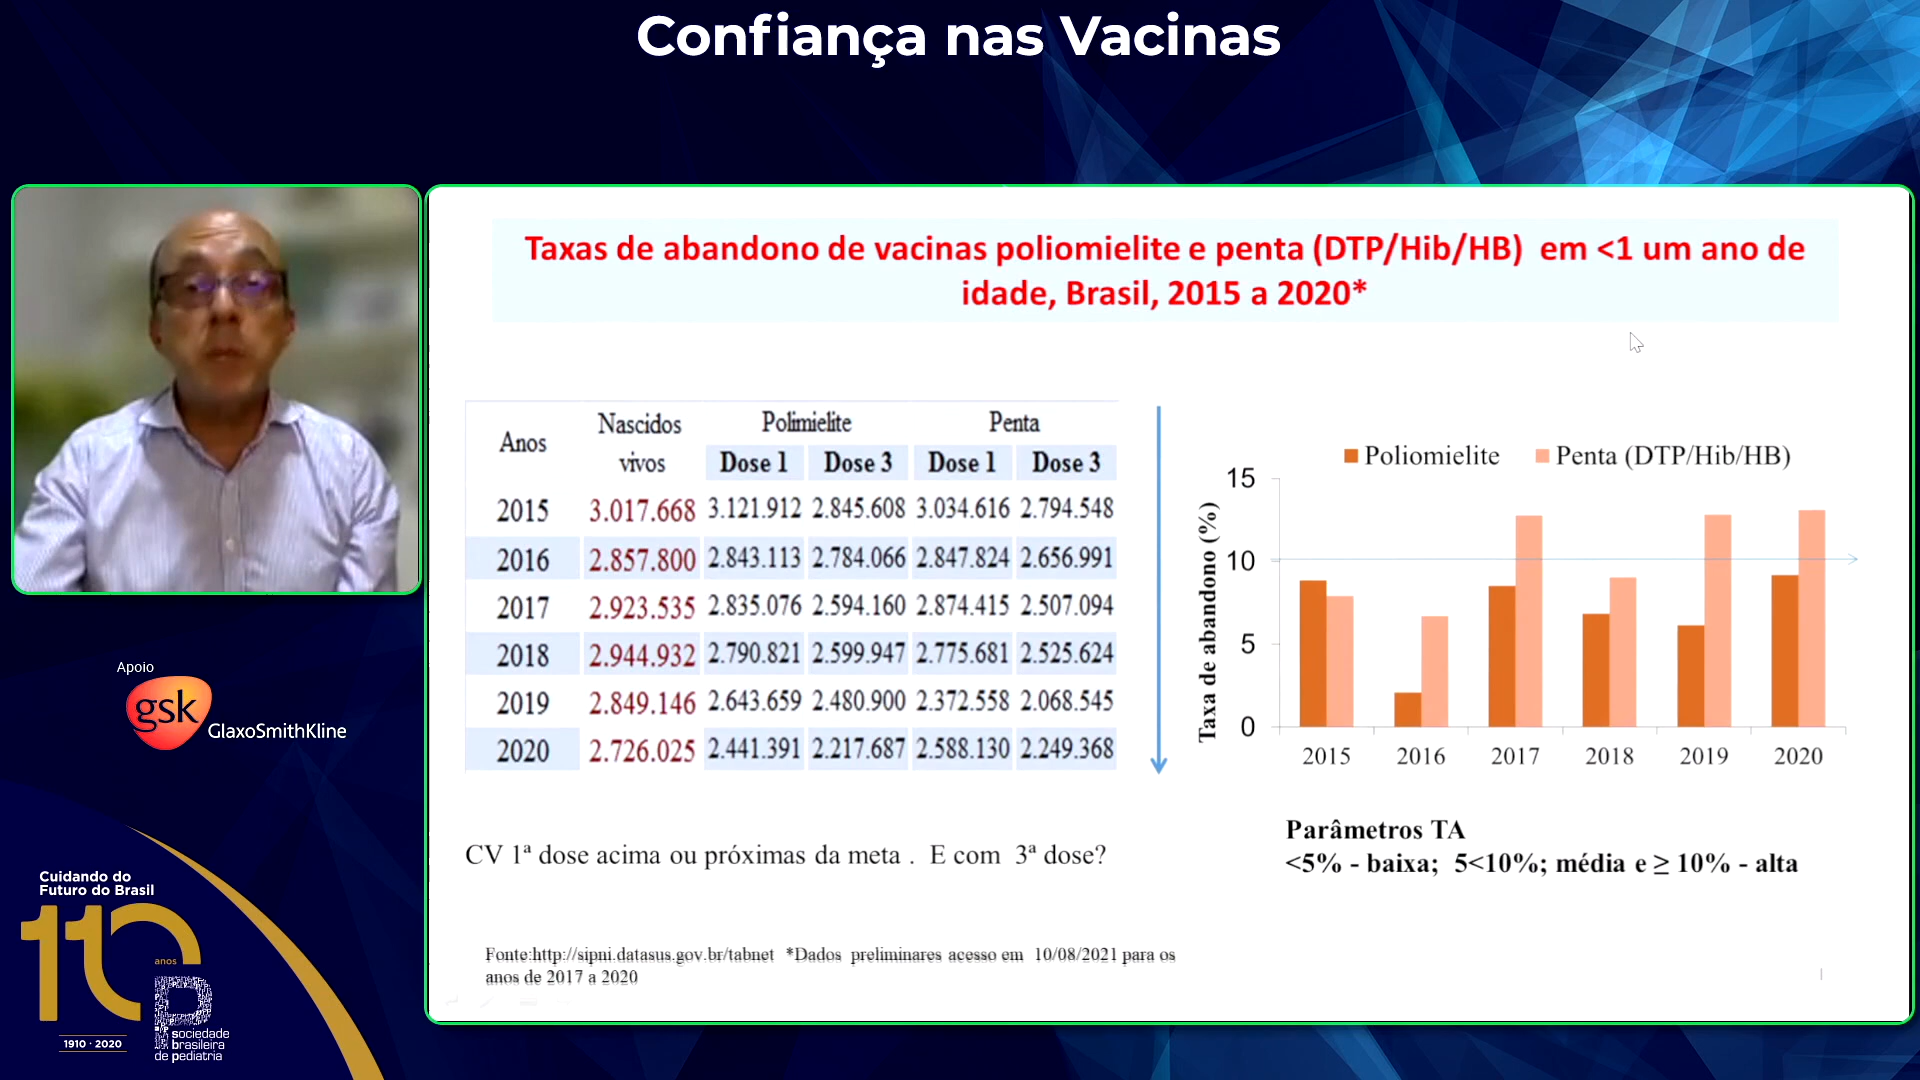 Confiança nas Vacinas
Taxas de abandono de vacinas poliomielite e penta (DTP/Hib/HB) em <1 um ano de
idade, Brasil, 2015 a 2020*
Anos Nascidos vivos Polimielite Penta
Dose 1 Dose 3 Dose 1 Dose 3
2015 3.017.668 3.121.912 2.845.608 3.034.616 2.794.548
2016 2.857.800 2.843.113 2.784.066 2.847.824 2.656.991
2017 2.923.535 2.835.076 2.594.160 2.874.415 2.507.094
2018 2.944.932 2.790.821 2.599.947 2.775.681 2.525.624
2019 2.849.146 2.643.659 2.480.900 2.372.558 2.068.545
2020 2.726.025 2.441.391 2.217.687 2.588.130 2.249.368
Poliomielite Penta (DTP/Hib/HB)
Taxa de abandono (%)
15
10
5
0
2015 2016 2017 2018 2019 2020
CV 1ª dose acima ou próximas da meta . E com 3ª dose?
Parâmetros TA
<5% - baixa; 5<10%; média e ≥ 10% - alta
Fonte:http://sipni.datasus.gov.br/tabnet *Dados preliminares acesso em 10/08/2021 para os
anos de 2017 a 2020
Apoio
gsk
GlaxoSmithKline
Cuidando do
Futuro do Brasil
110
anos
1910 · 2020
sociedade
brasileira
de pediatria